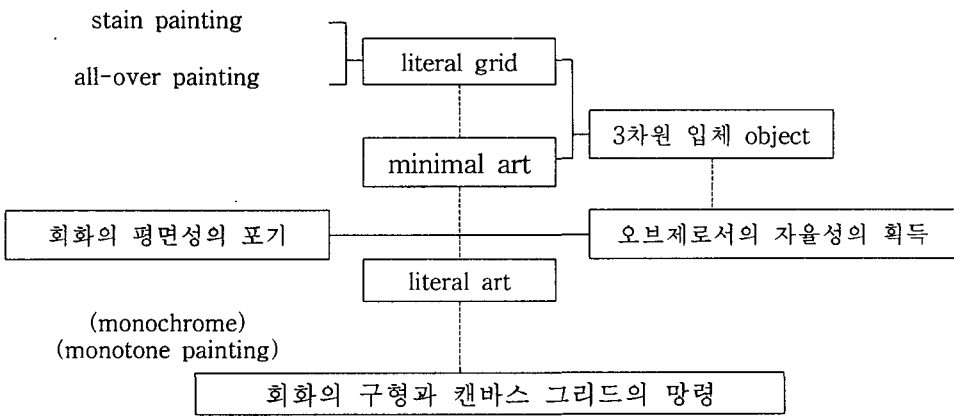 stain painting
literal grid
all-over painting
3차원 입체 object
minimal art
회화의 평면성의 포기
오브제로서의 자율성의 획득
literal art
(monochrome)
(monotone painting)
회화의 구형과 캔바스 그리드의 망령